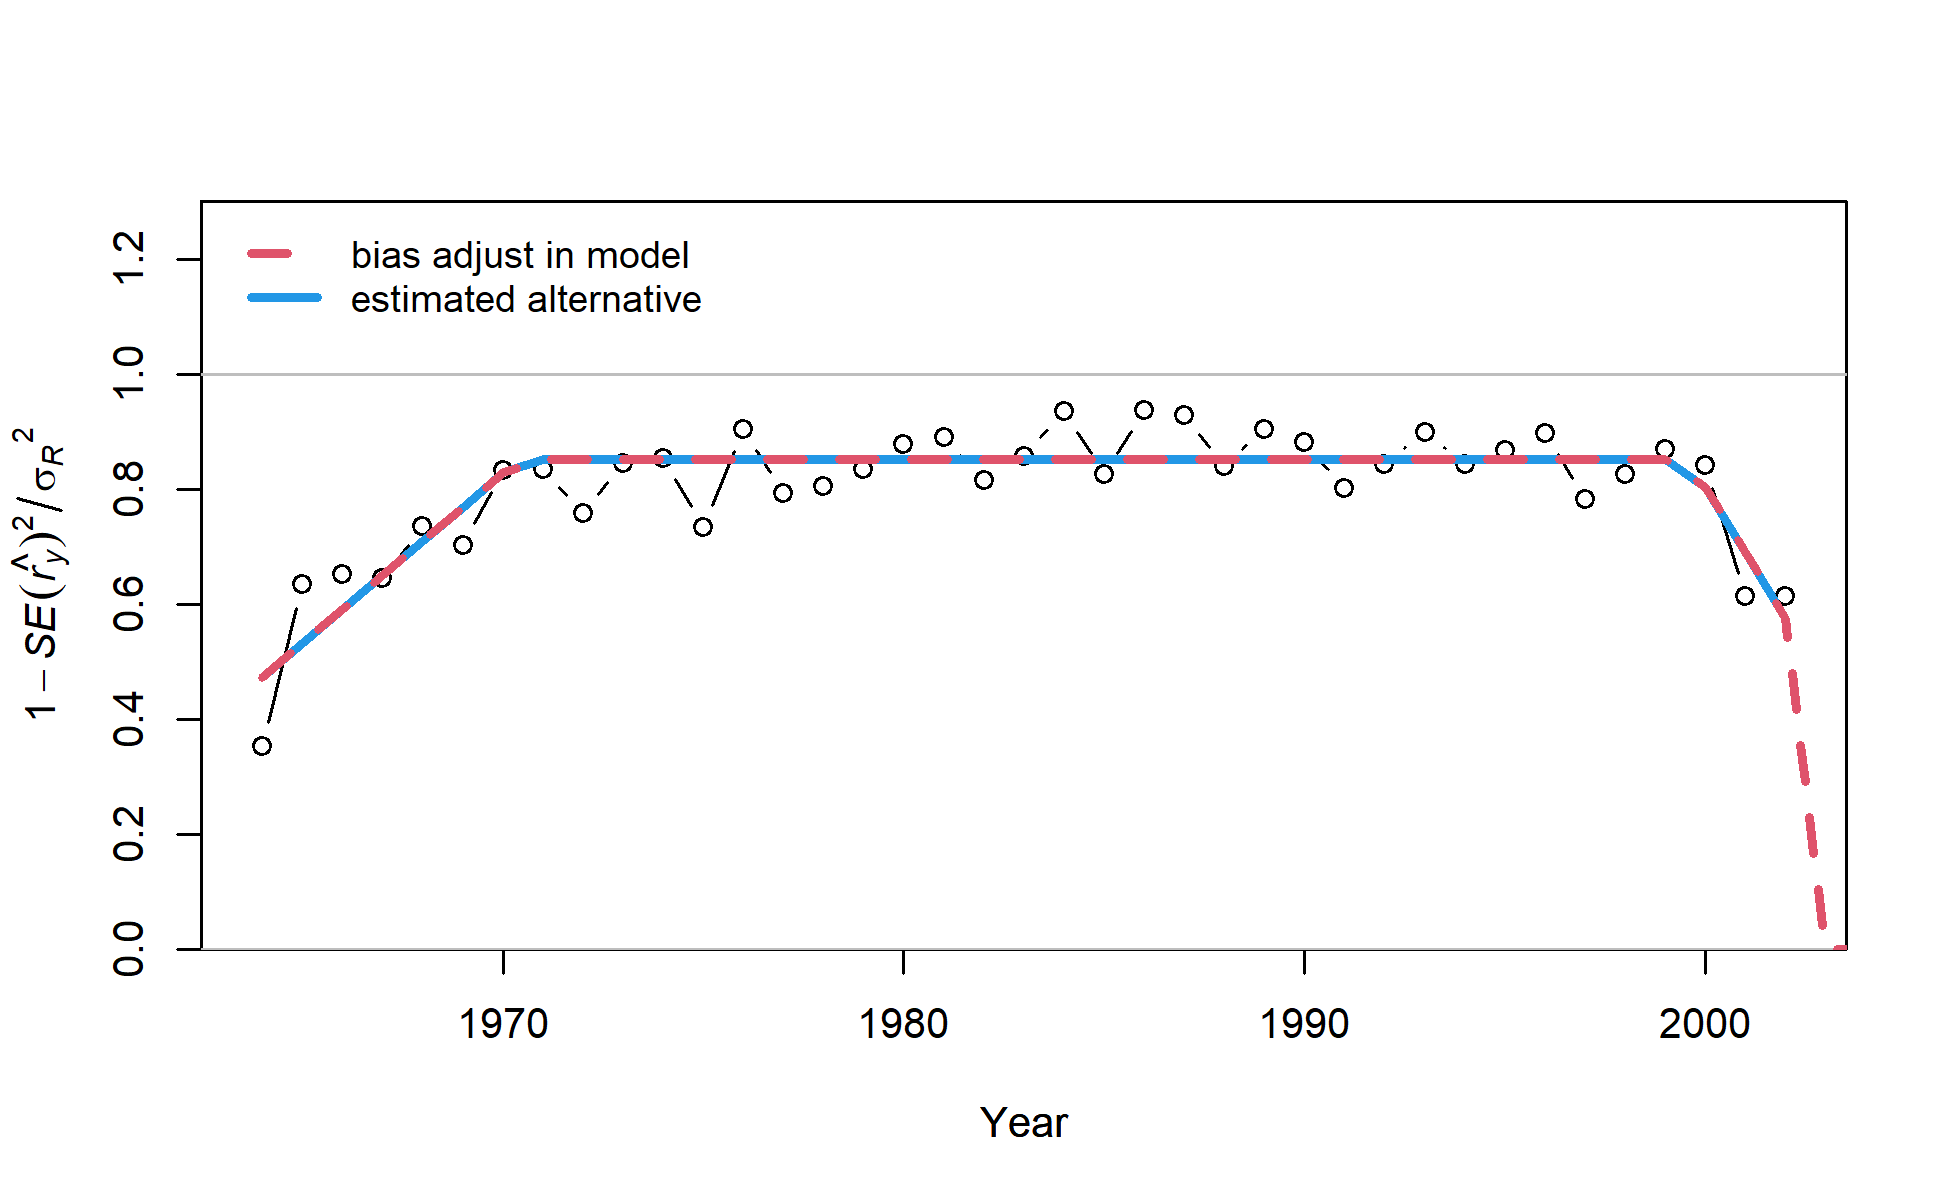 bias adjust in model
estimated alternative
1 − SE(r̂y)²/σR²
1.2
1.0
0.8
0.6
0.4
0.2
0.0
1970 1980 1990 2000
Year